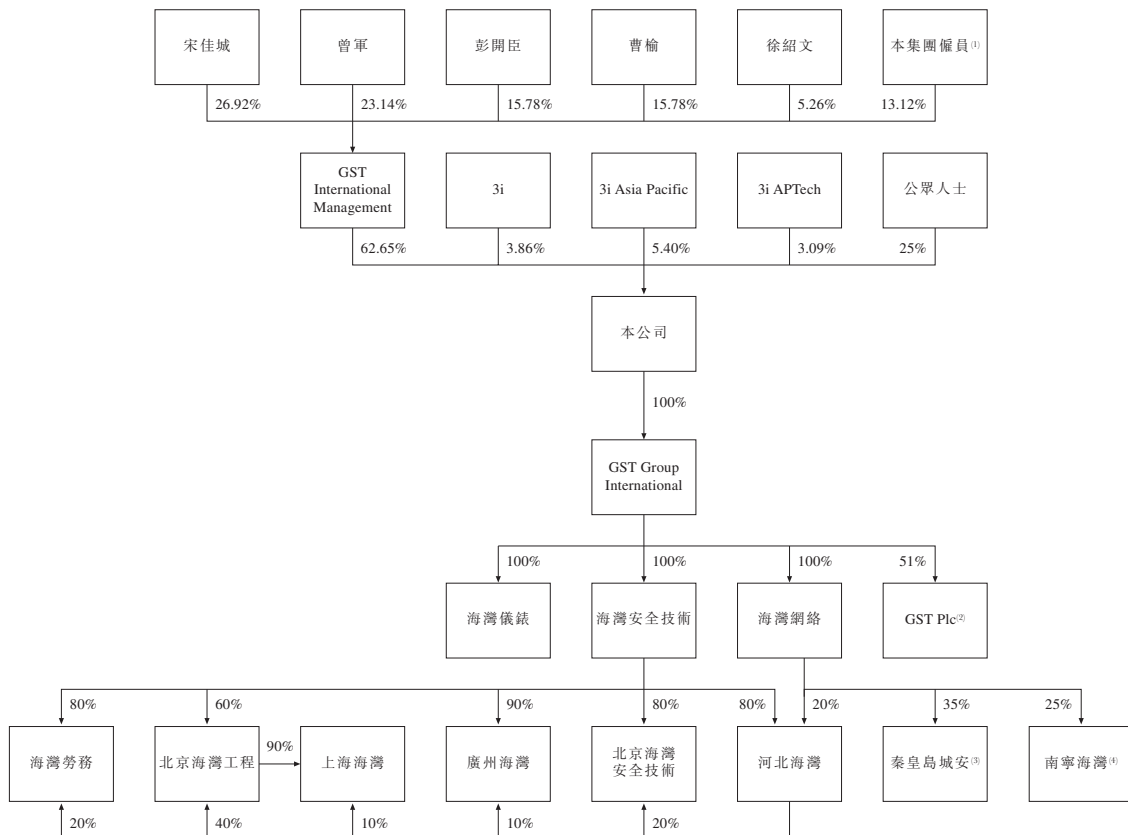 宋佳城
曾軍
彭開臣
曹榆
徐紹文
本集團僱員(1)
26.92%
23.14%
15.78%
15.78%
5.26%
13.12%
GST
International
Management
3i
3i Asia Pacific
3i APTech
公眾人士
62.65%
3.86%
5.40%
3.09%
25%
本公司
100%
GST Group
International
100%
100%
100%
51%
海灣儀錶
海灣安全技術
海灣網絡
GST Plc(2)
80%
60%
90%
80%
80%
20%
35%
25%
海灣勞務
北京海灣工程
90%
上海海灣
廣州海灣
北京海灣
安全技術
河北海灣
秦皇島城安(3)
南寧海灣(4)
20%
40%
10%
10%
20%